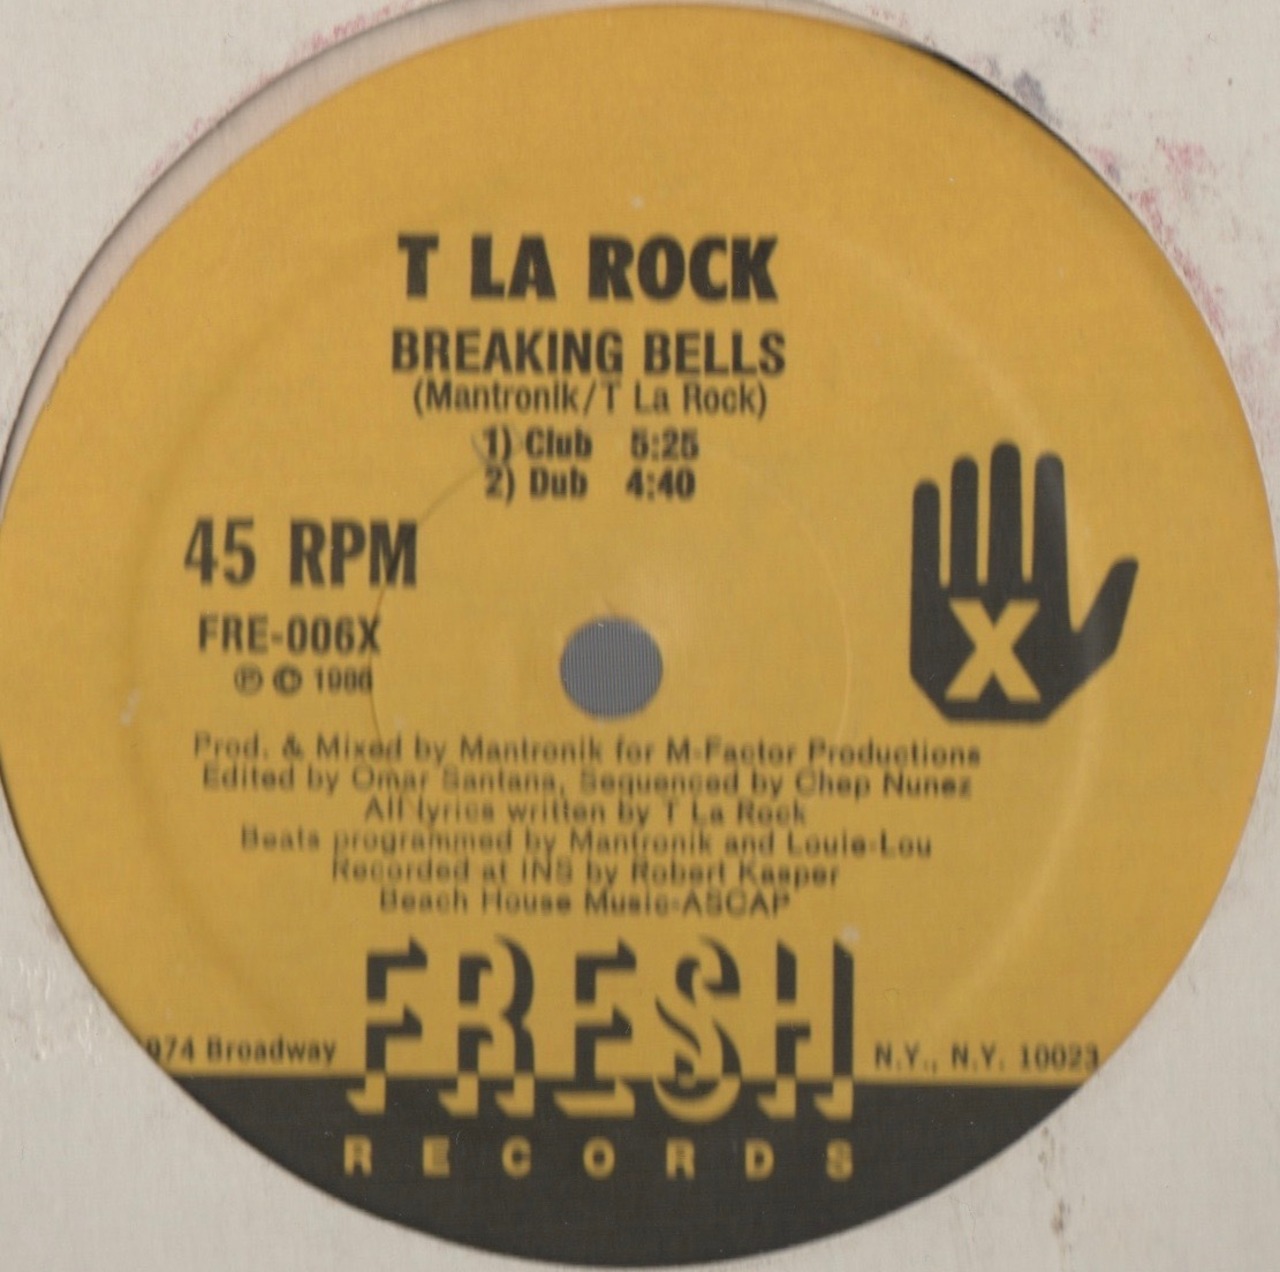 T LA ROCK
BREAKING BELLS
(Mantronik/T La Rock)
1) Club 5:25
2) Dub 4:40
45 RPM
FRE-006X
℗ © 1986
X
Prod. & Mixed by Mantronik for M-Factor Productions
Edited by Omar Santana, Sequenced by Chep Nunez
All lyrics written by T La Rock
Beats programmed by Mantronik and Louie-Lou
Recorded at INS by Robert Kasper
Beach House Music-ASCAP
974 Broadway
N.Y., N.Y. 10023
FRESH
RECORDS